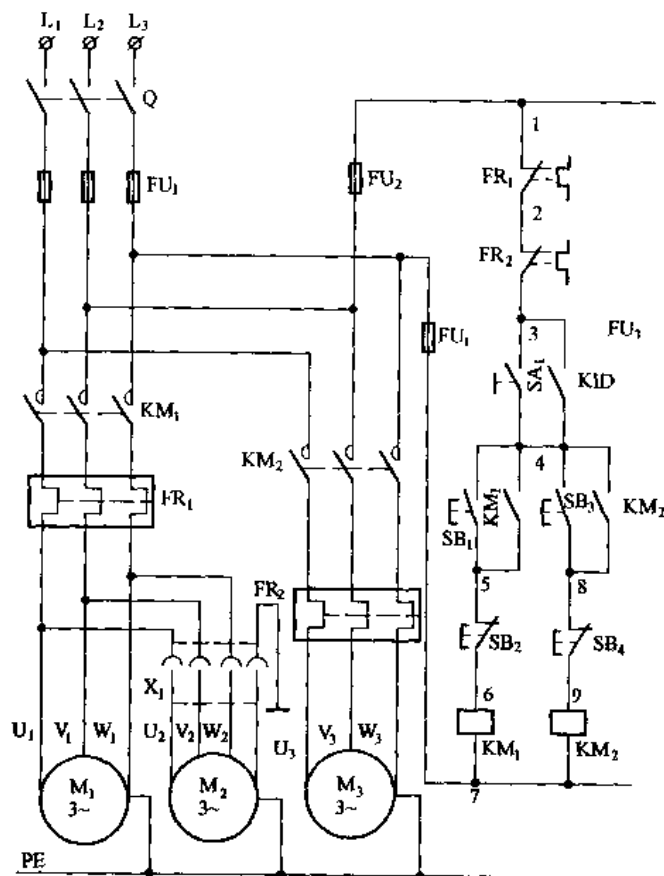 L₁ L₂ L₃
Q
1
FU₁
FU₂
FR₁
2
FR₂
3
FU₃
FU₁
SA₁
KUD
KM₁
KM₂
4
FR₁
SB₁
KM₁
SB₃
KM₂
FR₂
5
8
X₁
SB₂
SB₄
6
9
U₁ V₁ W₁ U₂ V₂ W₂ U₃ V₃ W₃
KM₁
KM₂
M₁
3~
M₂
3~
M₃
3~
7
PE